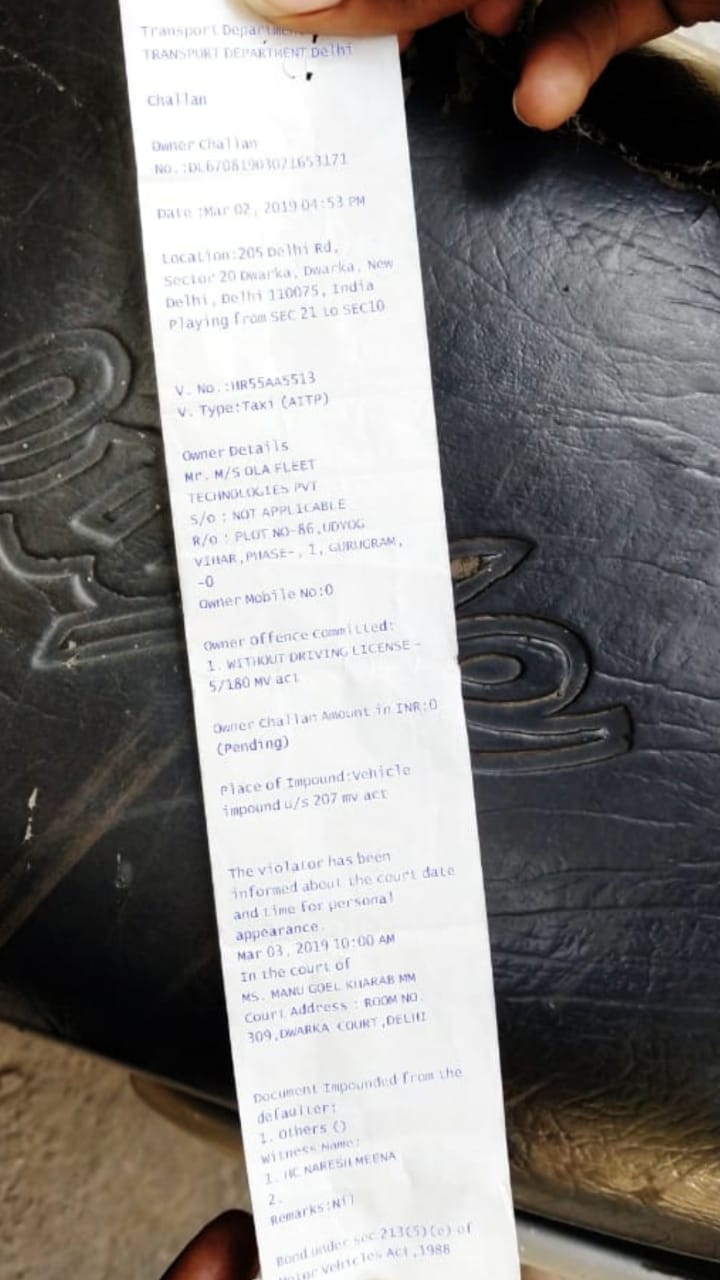 Transport Department
TRANSPORT DEPARTMENT Delhi
Challan
Owner Challan
No.:DL67081903021653171
Date :Mar 02, 2019 04:53 PM
Location:205 Delhi Rd,
Sector 20 Dwarka, Dwarka, New
Delhi, Delhi 110075, India
Playing from SEC 21 to SEC10
V. No.:HR55AA5513
V. Type:Taxi (AITP)
Owner Details
Mr. M/S OLA FLEET
TECHNOLOGIES PVT
S/o : NOT APPLICABLE
R/o : PLOT NO-86,UDYOG
VIHAR,PHASE-, 1, GURUGRAM,
-0
Owner Mobile No:0
Owner Offence Committed:
1. WITHOUT DRIVING LICENSE -
5/180 MV act
Owner Challan Amount in INR:0
(Pending)
Place of Impound:Vehicle
impound u/s 207 mv act
The violator has been
informed about the court date
and time for personal
appearance.
Mar 03, 2019 10:00 AM
In the court of
MS. MANU GOEL KHARAB MM
Court Address : ROOM NO.
309,DWARKA COURT,DELHI
Document Impounded from the
defaulter:
1. Others ()
Witness Name:
1. HC NARESH MEENA
2.
Remarks:Nil
Bond under sec 213(5)(e) of
Motor Vehicles Act,1988